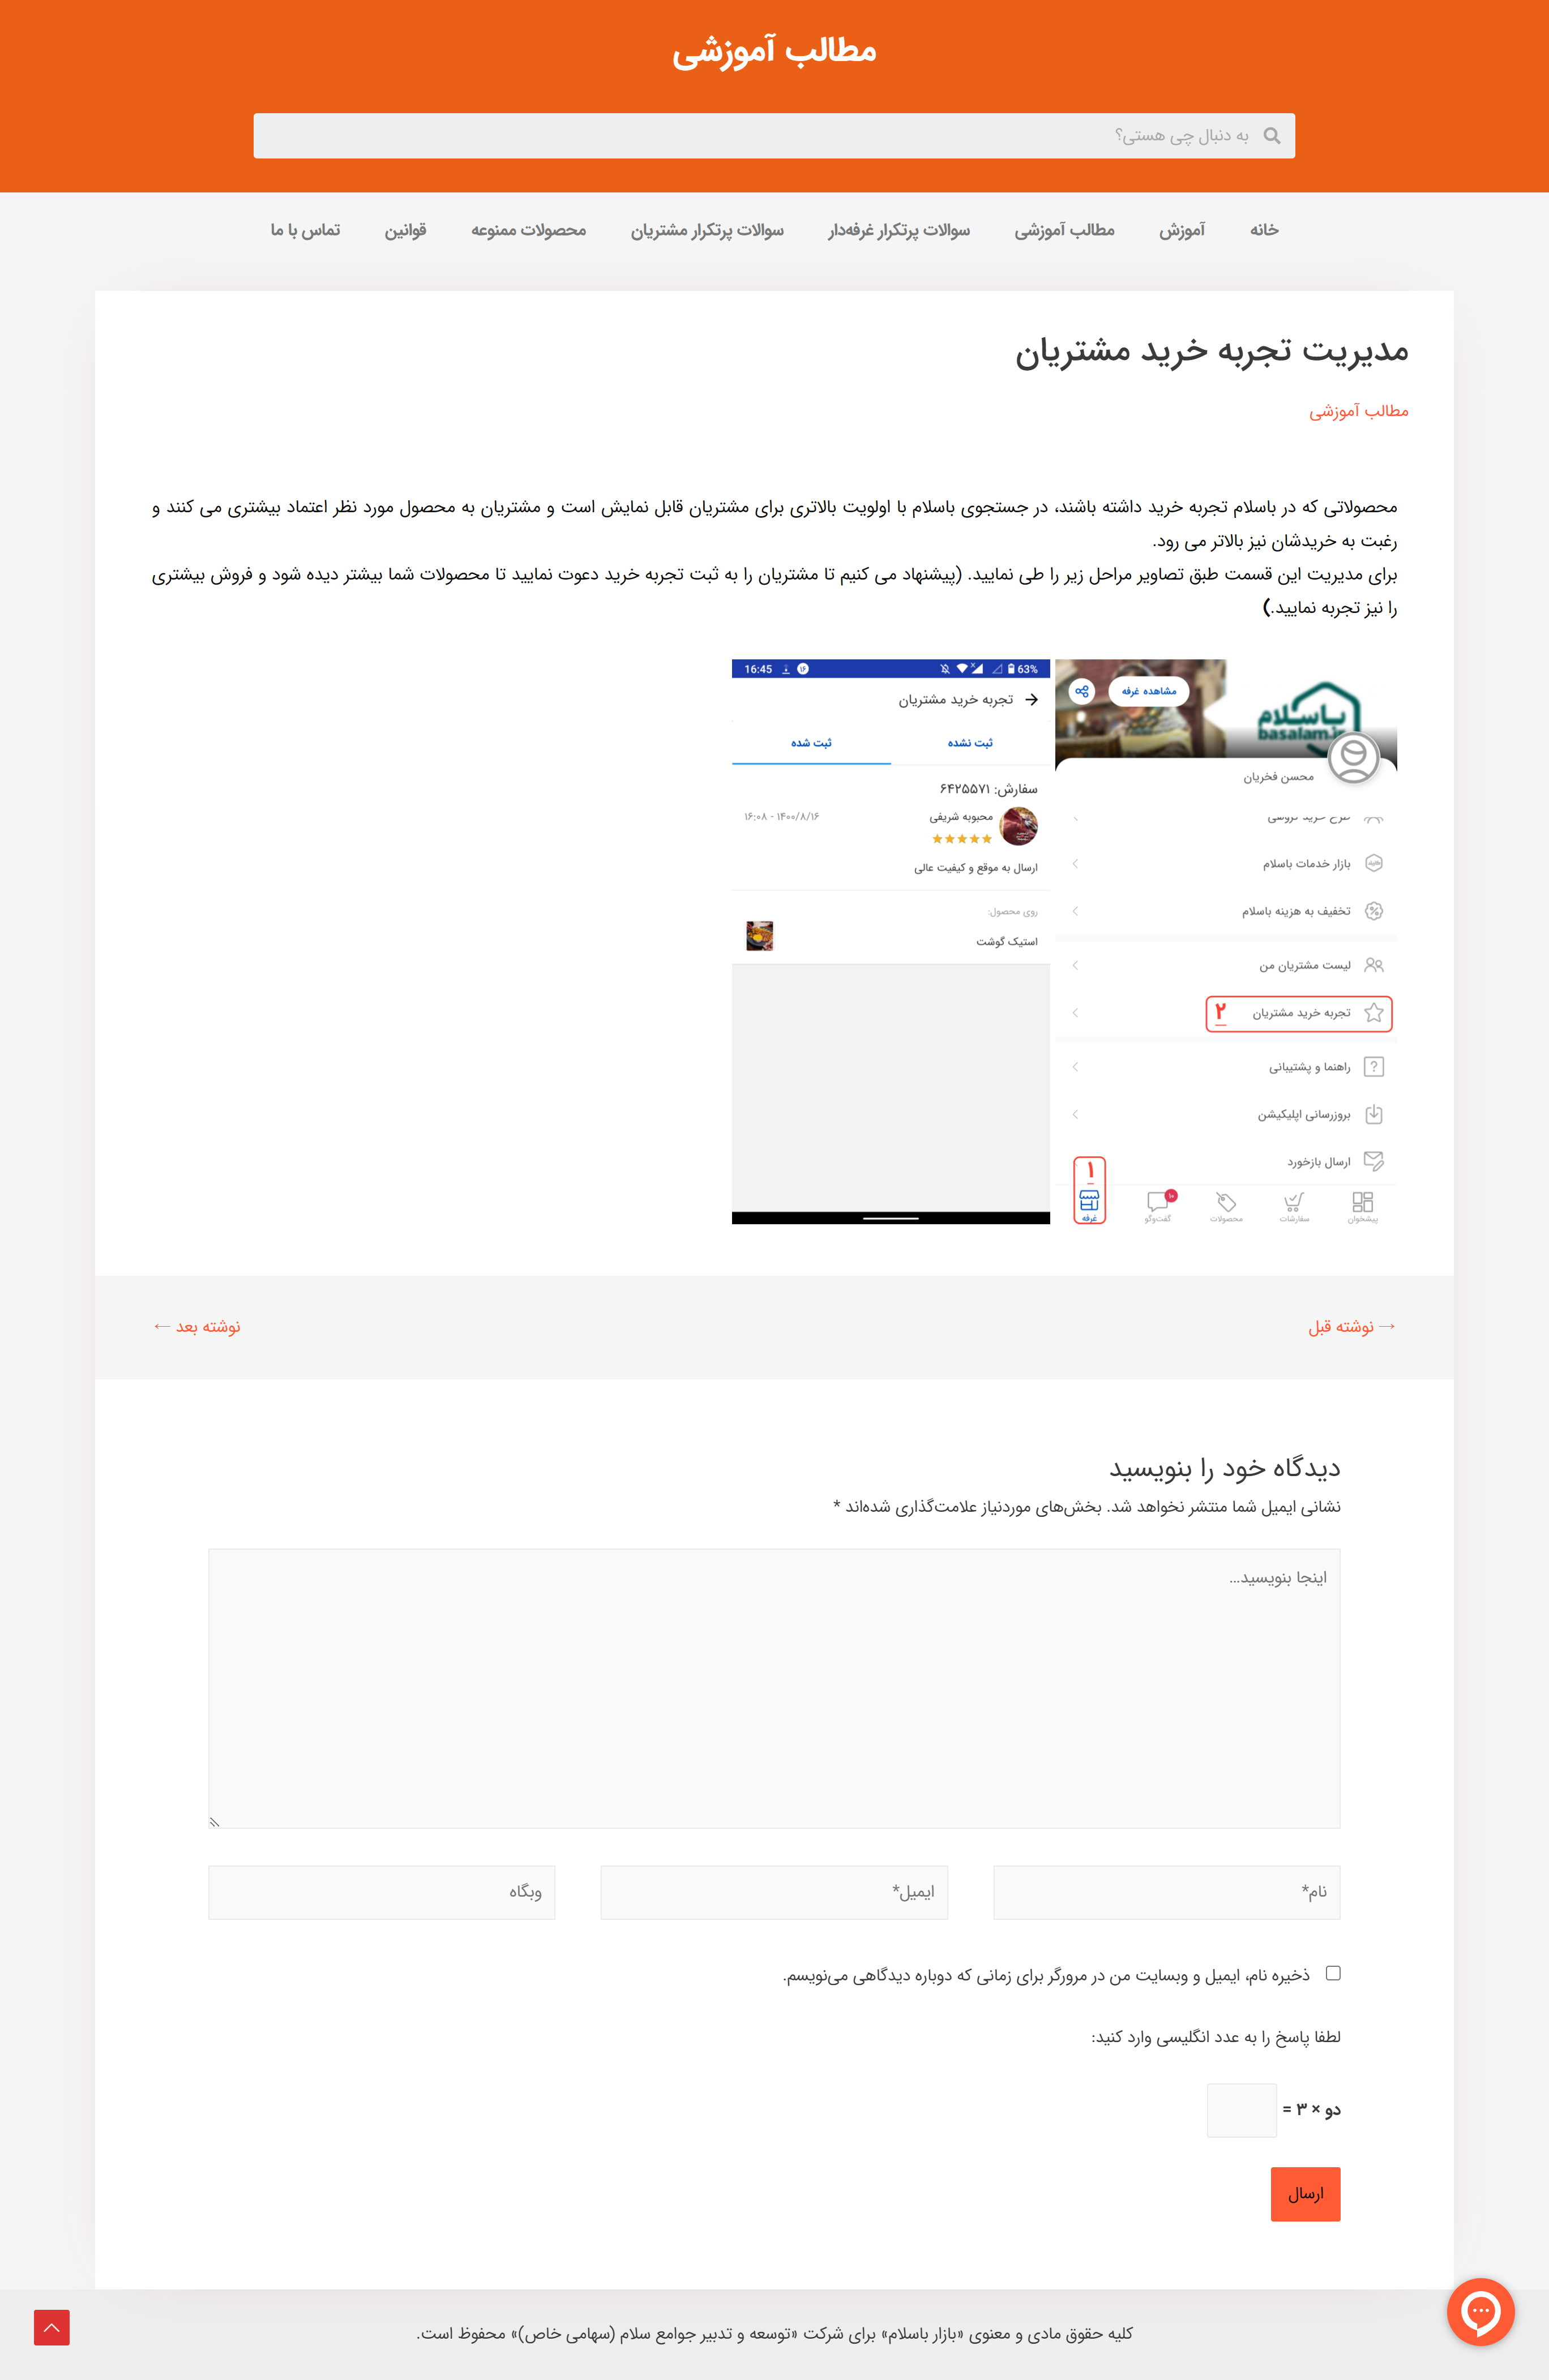 مطالب آموزشی
به دنبال چی هستی؟
خانه آموزش مطالب آموزشی سوالات پرتکرار غرفه‌دار سوالات پرتکرار مشتریان محصولات ممنوعه قوانین تماس با ما
مدیریت تجربه خرید مشتریان
مطالب آموزشی
محصولاتی که در باسلام تجربه خرید داشته باشند، در جستجوی باسلام با اولویت بالاتری برای مشتریان قابل نمایش است و مشتریان به محصول مورد نظر اعتماد بیشتری می کنند و
رغبت به خریدشان نیز بالاتر می رود.
برای مدیریت این قسمت طبق تصاویر مراحل زیر را طی نمایید. (پیشنهاد می کنیم تا مشتریان را به ثبت تجربه خرید دعوت نمایید تا محصولات شما بیشتر دیده شود و فروش بیشتری
را نیز تجربه نمایید.)
باسلام
basalam.ir
مشاهده غرفه
محسن فخریان
بازار خدمات باسلام
تخفیف به هزینه باسلام
لیست مشتریان من
تجربه خرید مشتریان ۲
راهنما و پشتیبانی
بروزرسانی اپلیکیشن
ارسال بازخورد
۱
پیشخوان سفارشات محصولات گفت‌وگو ۱۰ غرفه
16:45 ۱۶ 63%
تجربه خرید مشتریان
ثبت نشده ثبت شده
سفارش: ۶۴۲۵۵۷۱
محبوبه شریفی ۱۴۰۰/۸/۱۶ - ۱۶:۰۸
ارسال به موقع و کیفیت عالی
روی محصول:
استیک گوشت
→ نوشته قبل
نوشته بعد ←
دیدگاه خود را بنویسید
نشانی ایمیل شما منتشر نخواهد شد. بخش‌های موردنیاز علامت‌گذاری شده‌اند *
اینجا بنویسید...
نام* ایمیل* وبگاه
ذخیره نام، ایمیل و وبسایت من در مرورگر برای زمانی که دوباره دیدگاهی می‌نویسم.
لطفا پاسخ را به عدد انگلیسی وارد کنید:
دو × ۳ =
ارسال
کلیه حقوق مادی و معنوی «بازار باسلام» برای شرکت «توسعه و تدبیر جوامع سلام (سهامی خاص)» محفوظ است.